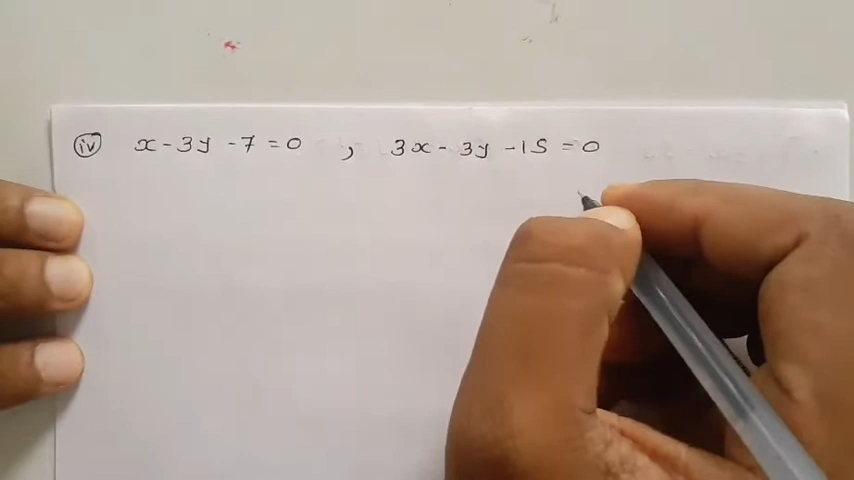 (iv) x - 3y - 7 = 0 , 3x - 3y - 15 = 0